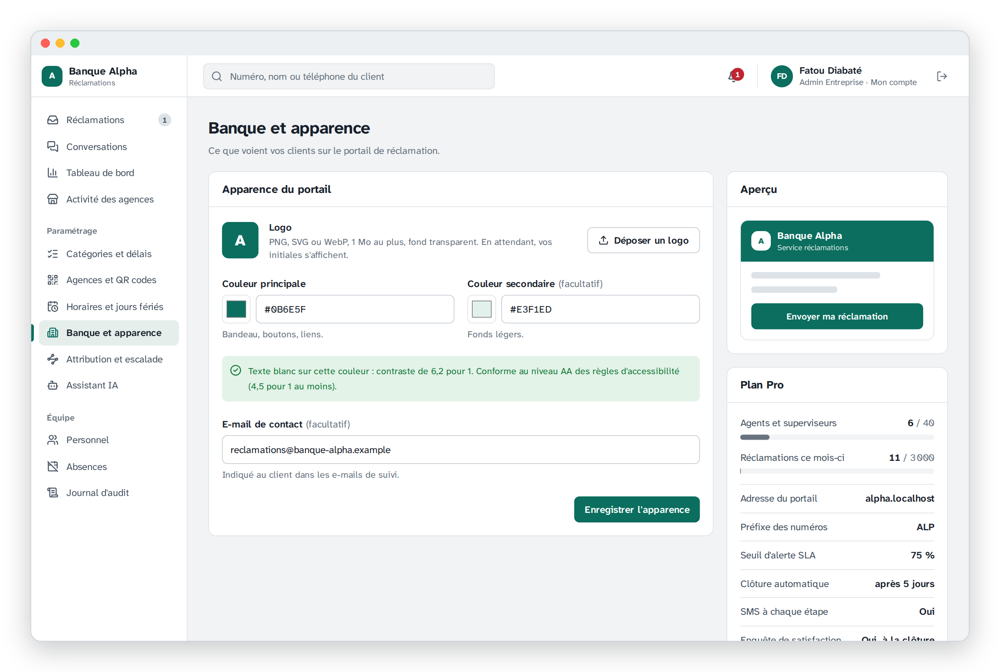 A
Banque Alpha
Réclamations
Numéro, nom ou téléphone du client
1
FD
Fatou Diabaté
Admin Entreprise · Mon compte
Réclamations
1
Conversations
Tableau de bord
Activité des agences
Paramétrage
Catégories et délais
Agences et QR codes
Horaires et jours fériés
Banque et apparence
Attribution et escalade
Assistant IA
Équipe
Personnel
Absences
Journal d'audit
Banque et apparence
Ce que voient vos clients sur le portail de réclamation.
Apparence du portail
A
Logo
PNG, SVG ou WebP, 1 Mo au plus, fond transparent. En attendant, vos
initiales s'affichent.
Déposer un logo
Couleur principale
#0B6E5F
Bandeau, boutons, liens.
Couleur secondaire (facultatif)
#E3F1ED
Fonds légers.
Texte blanc sur cette couleur : contraste de 6,2 pour 1. Conforme au niveau AA des règles d'accessibilité
(4,5 pour 1 au moins).
E-mail de contact (facultatif)
reclamations@banque-alpha.example
Indiqué au client dans les e-mails de suivi.
Enregistrer l'apparence
Aperçu
A
Banque Alpha
Service réclamations
Envoyer ma réclamation
Plan Pro
Agents et superviseurs 6 / 40
Réclamations ce mois-ci 11 / 3 000
Adresse du portail alpha.localhost
Préfixe des numéros ALP
Seuil d'alerte SLA 75 %
Clôture automatique après 5 jours
SMS à chaque étape Oui
Enquête de satisfaction Oui, à la clôture